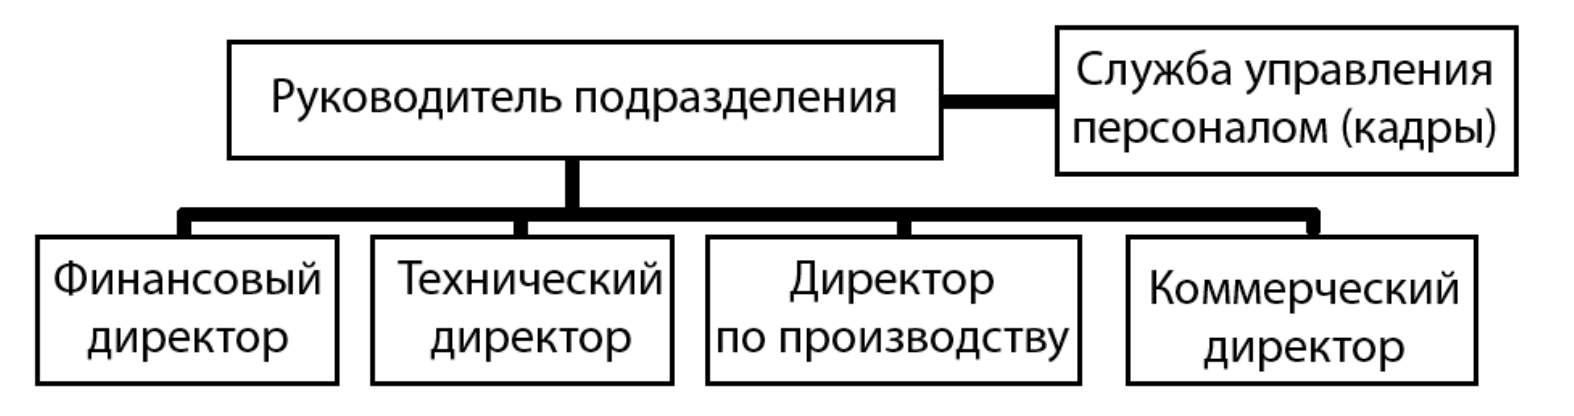 Руководитель подразделения
Служба управления
персоналом (кадры)
Финансовый
директор
Технический
директор
Директор
по производству
Коммерческий
директор